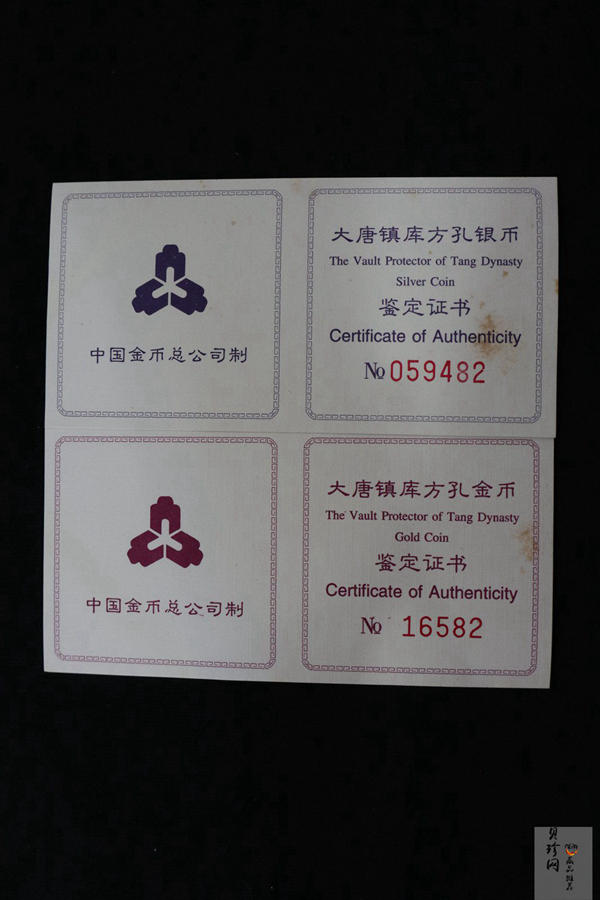 中国金币总公司制
大唐镇库方孔银币
The Vault Protector of Tang Dynasty
Silver Coin
鉴定证书
Certificate of Authenticity
№ 059482
中国金币总公司制
大唐镇库方孔金币
The Vault Protector of Tang Dynasty
Gold Coin
鉴定证书
Certificate of Authenticity
№ 16582
贝珍网